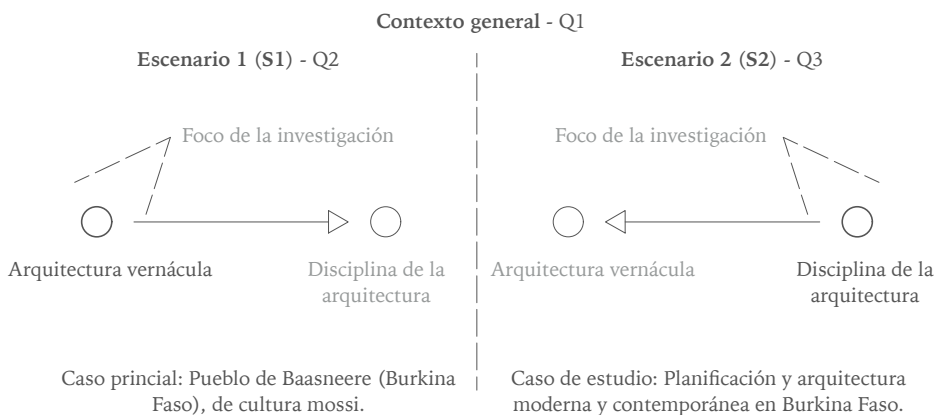 Contexto general - Q1
Escenario 1 (S1) - Q2
Escenario 2 (S2) - Q3
Foco de la investigación
Foco de la investigación
Arquitectura vernácula
Disciplina de la
arquitectura
Arquitectura vernácula
Disciplina de la
arquitectura
Caso princial: Pueblo de Baasneere (Burkina
Faso), de cultura mossi.
Caso de estudio: Planificación y arquitectura
moderna y contemporánea en Burkina Faso.